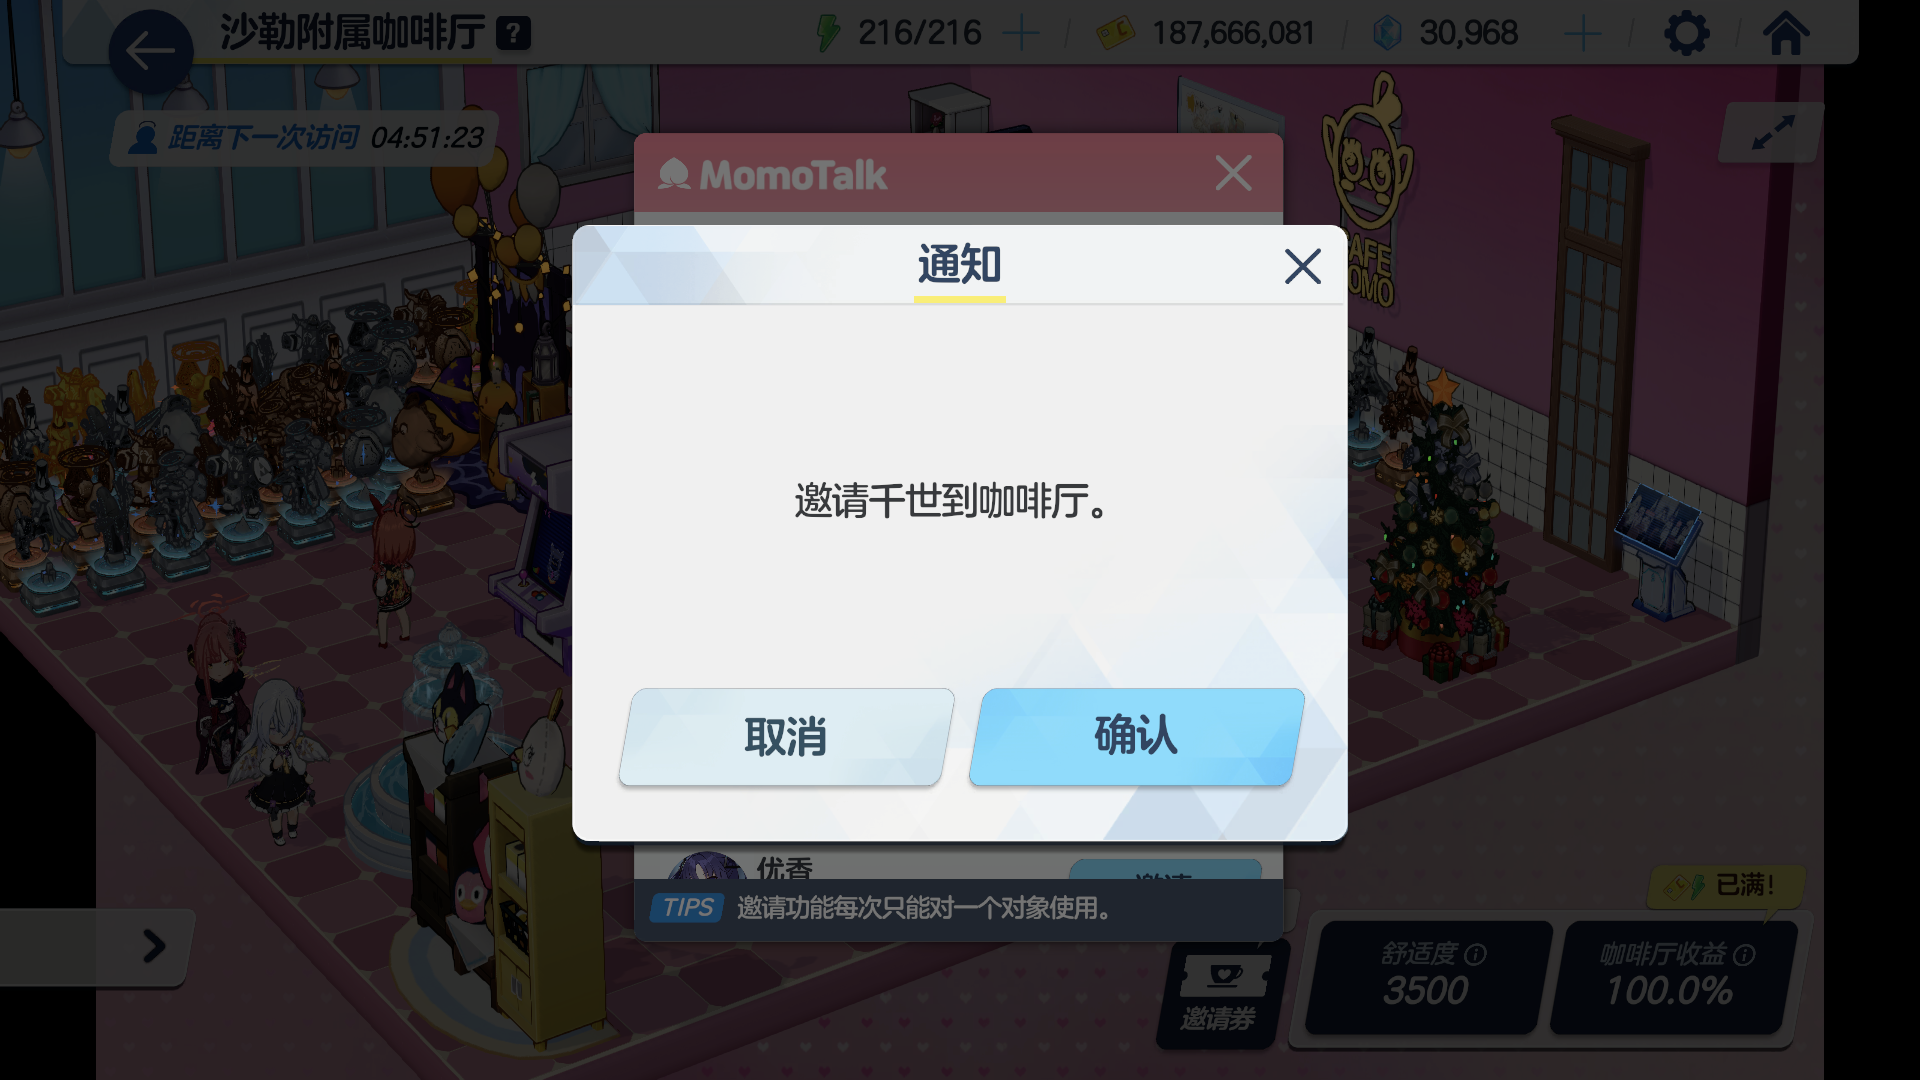 沙勒附属咖啡厅 ?
216/216
187,666,081
30,968
距离下一次访问 04:51:23
MomoTalk
通知
邀请千世到咖啡厅。
取消
确认
优香
邀请
TIPS 邀请功能每次只能对一个对象使用。
已满!
邀请券
舒适度
3500
咖啡厅收益
100.0%